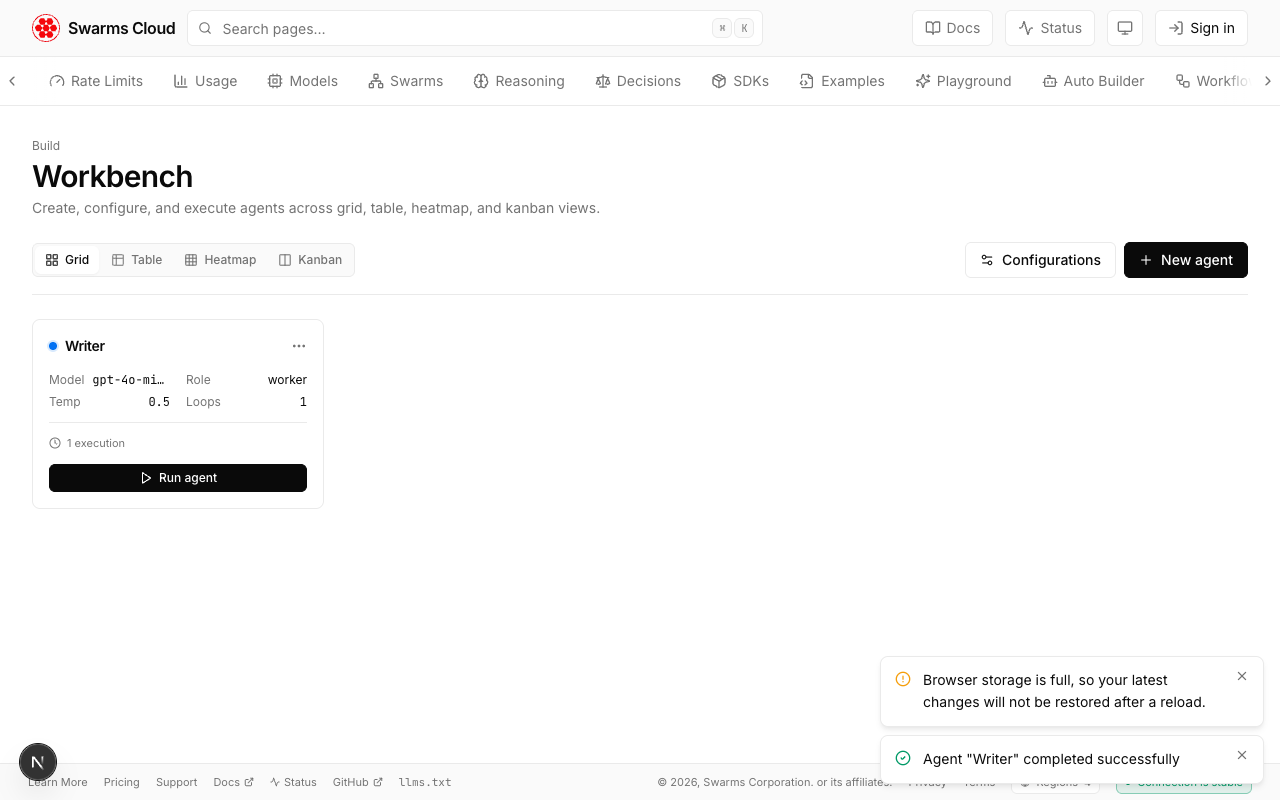 Swarms Cloud
Search pages...
⌘ K
Docs
Status
Sign in
Rate Limits
Usage
Models
Swarms
Reasoning
Decisions
SDKs
Examples
Playground
Auto Builder
Build
Workbench
Create, configure, and execute agents across grid, table, heatmap, and kanban views.
Grid
Table
Heatmap
Kanban
Configurations
New agent
Writer
Model gpt-4o-mi… Role worker
Temp 0.5 Loops 1
1 execution
Run agent
Browser storage is full, so your latest
changes will not be restored after a reload.
Agent "Writer" completed successfully
N
Learn More
Pricing
Support
Docs
Status
GitHub
llms.txt
© 2026, Swarms Corporation. or its affiliates.